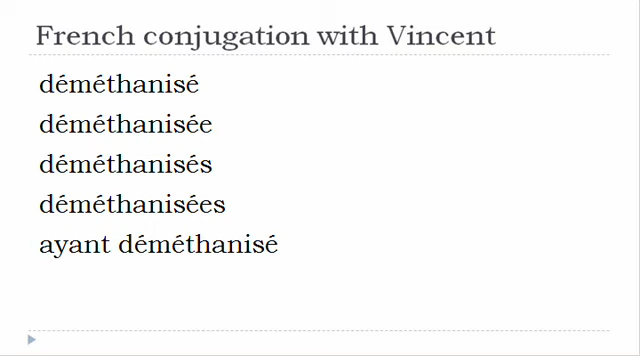 French conjugation with Vincent
déméthanisé
déméthanisée
déméthanisés
déméthanisées
ayant déméthanisé